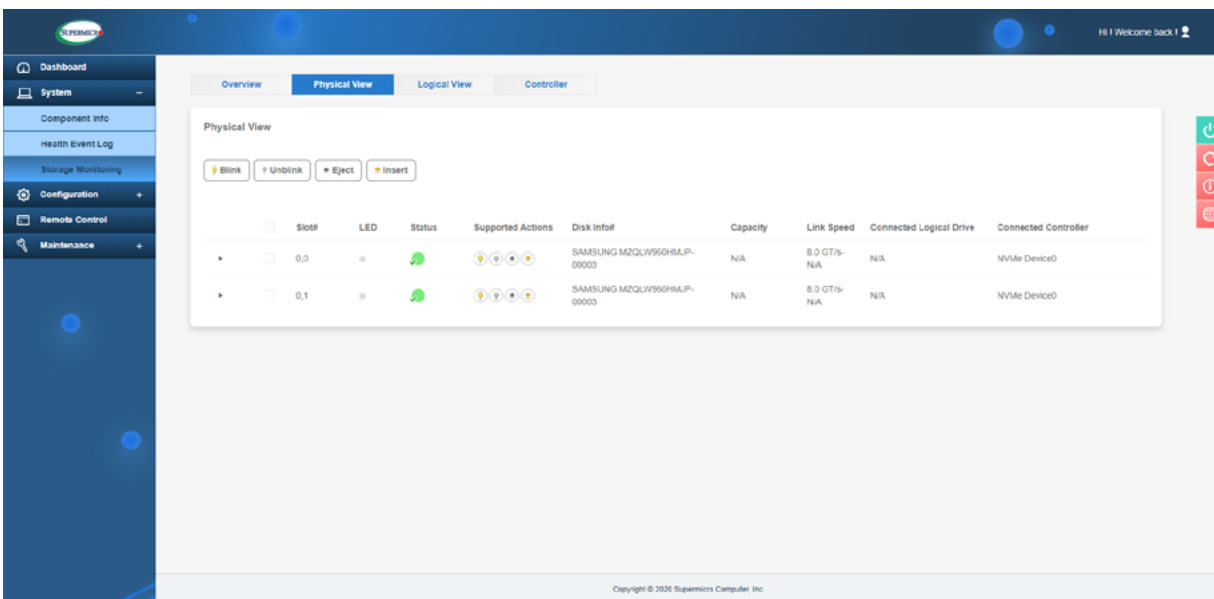 SUPERMICR
Hi ! Welcome back !
Dashboard
System −
Component Info
Health Event Log
Storage Monitoring
Configuration +
Remote Control
Maintenance +
Overview Physical View Logical View Controller
Physical View
Blink Unblink Eject Insert
Slot# LED Status Supported Actions Disk Info# Capacity Link Speed Connected Logical Drive Connected Controller
0,0 SAMSUNG MZQLW960HMJP- N/A 8.0 GT/s- N/A NVMe Device0
00003 N/A
0,1 SAMSUNG MZQLW960HMJP- N/A 8.0 GT/s- N/A NVMe Device0
00003 N/A
Copyright © 2020 Supermicro Computer, Inc.